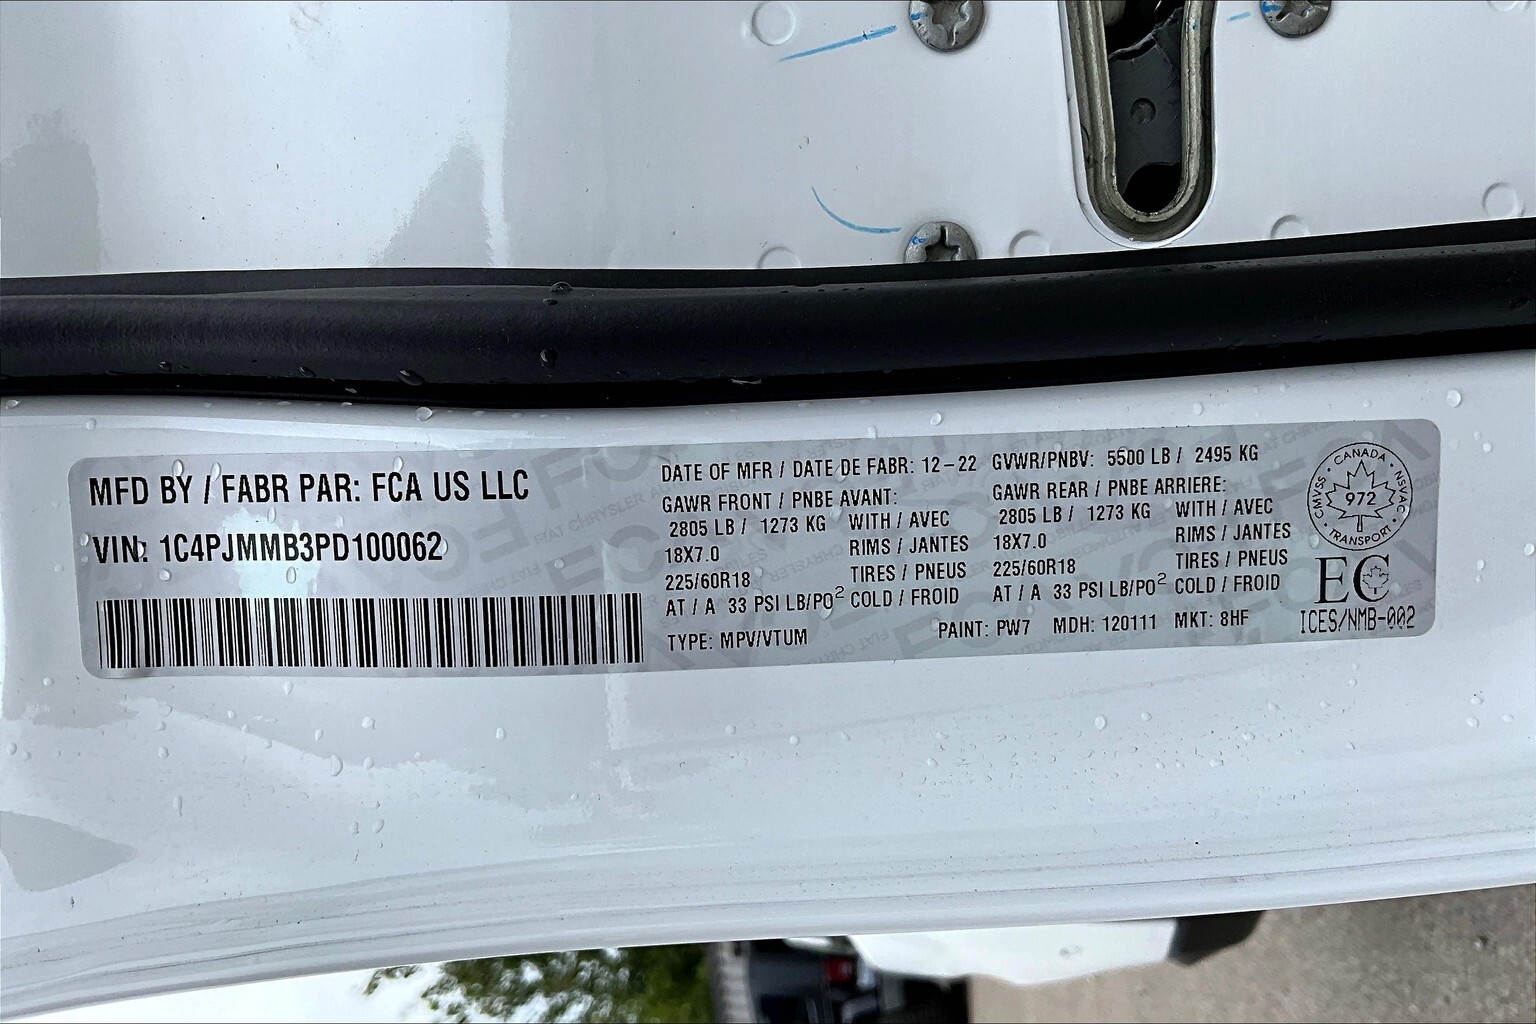 MFD BY / FABR PAR: FCA US LLC
VIN: 1C4PJMMB3PD100062
DATE OF MFR / DATE DE FABR: 12-22
GAWR FRONT / PNBE AVANT:
2805 LB / 1273 KG WITH / AVEC
18X7.0 RIMS / JANTES
225/60R18 TIRES / PNEUS
AT / A 33 PSI LB/PO² COLD / FROID
TYPE: MPV/VTUM
GVWR/PNBV: 5500 LB / 2495 KG
GAWR REAR / PNBE ARRIERE:
2805 LB / 1273 KG WITH / AVEC
18X7.0 RIMS / JANTES
225/60R18 TIRES / PNEUS
AT / A 33 PSI LB/PO² COLD / FROID
PAINT: PW7 MDH: 120111 MKT: 8HF
CANADA
CMVSS 972 NSVAC
TRANSPORT
EC
ICES/NMB-002